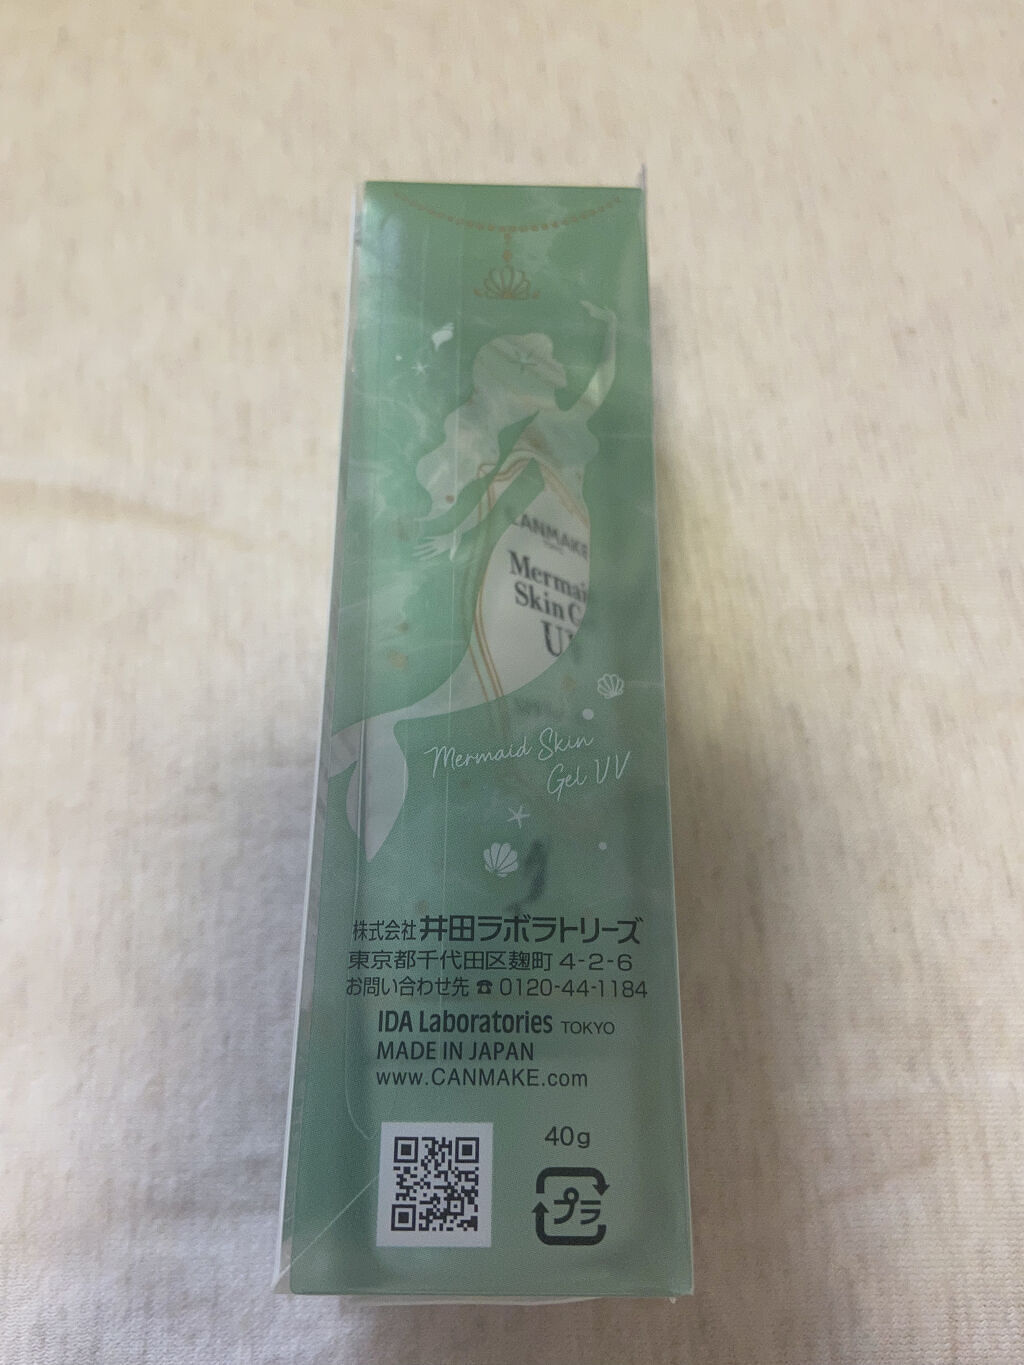 CANMAKE
Mermai
Skin G
UV
Mermaid Skin
Gel UV
株式会社 井田ラボラトリーズ
東京都千代田区麹町 4-2-6
お問い合わせ先 ☎ 0120-44-1184
IDA Laboratories TOKYO
MADE IN JAPAN
www.CANMAKE.com
40g
プラ